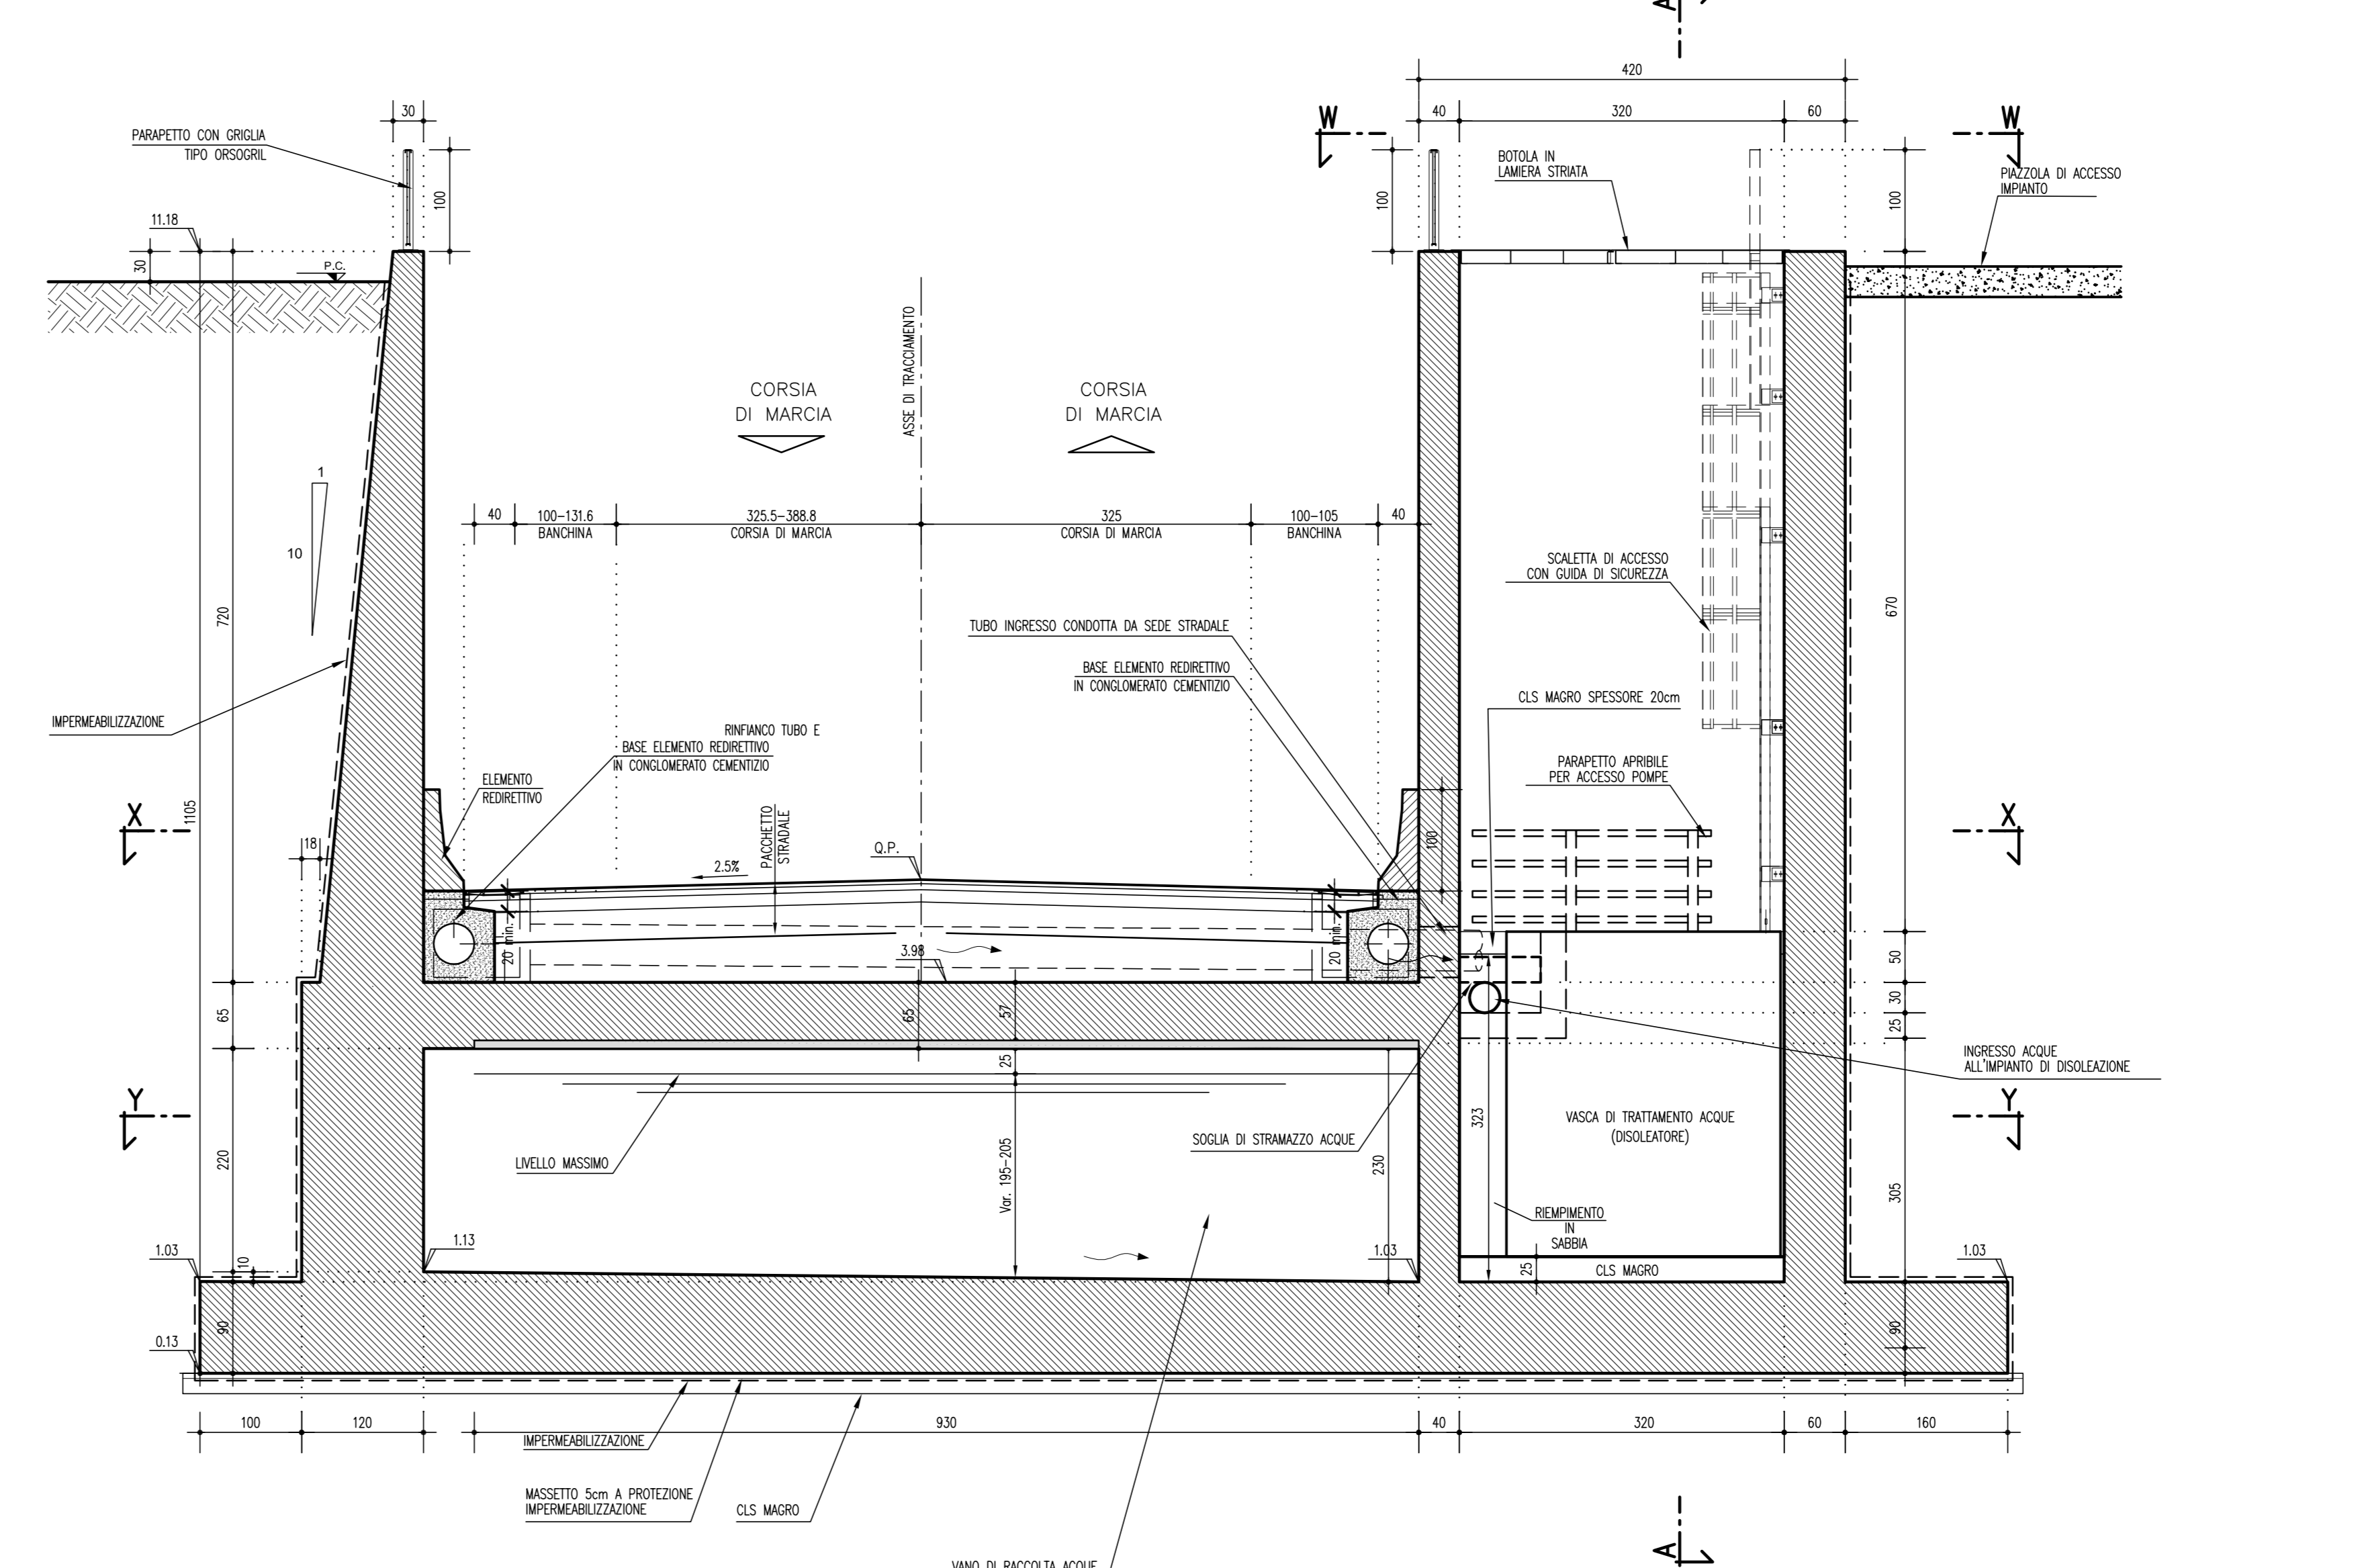 A
420
30
40
320
60
W
W
PARAPETTO CON GRIGLIA
TIPO ORSOGRIL
BOTOLA IN
LAMIERA STRIATA
PIAZZOLA DI ACCESSO
IMPIANTO
100
100
100
11.18
30
P.C.
ASSE DI TRACCIAMENTO
CORSIA
DI MARCIA
CORSIA
DI MARCIA
1
10
40
100-131.6
BANCHINA
325.5-388.8
CORSIA DI MARCIA
325
CORSIA DI MARCIA
100-105
BANCHINA
40
SCALETTA DI ACCESSO
CON GUIDA DI SICUREZZA
720
670
TUBO INGRESSO CONDOTTA DA SEDE STRADALE
BASE ELEMENTO REDIRETTIVO
IN CONGLOMERATO CEMENTIZIO
CLS MAGRO SPESSORE 20cm
IMPERMEABILIZZAZIONE
RINFIANCO TUBO E
BASE ELEMENTO REDIRETTIVO
IN CONGLOMERATO CEMENTIZIO
PARAPETTO APRIBILE
PER ACCESSO POMPE
ELEMENTO
REDIRETTIVO
1105
X
X
PACCHETTO
STRADALE
100
18
Q.P.
2.5%
20 min.
20 min.
3.98
50
30
25
65
65
57
INGRESSO ACQUE
ALL'IMPIANTO DI DISOLEAZIONE
25
Y
Y
323
VASCA DI TRATTAMENTO ACQUE
(DISOLEATORE)
SOGLIA DI STRAMAZZO ACQUE
LIVELLO MASSIMO
220
Var. 195-205
230
305
RIEMPIMENTO
IN
SABBIA
1.13
1.03
1.03
1.03
10
25
CLS MAGRO
90
90
0.13
100
120
930
40
320
60
160
IMPERMEABILIZZAZIONE
MASSETTO 5cm A PROTEZIONE
IMPERMEABILIZZAZIONE
CLS MAGRO
VANO DI RACCOLTA ACQUE
A